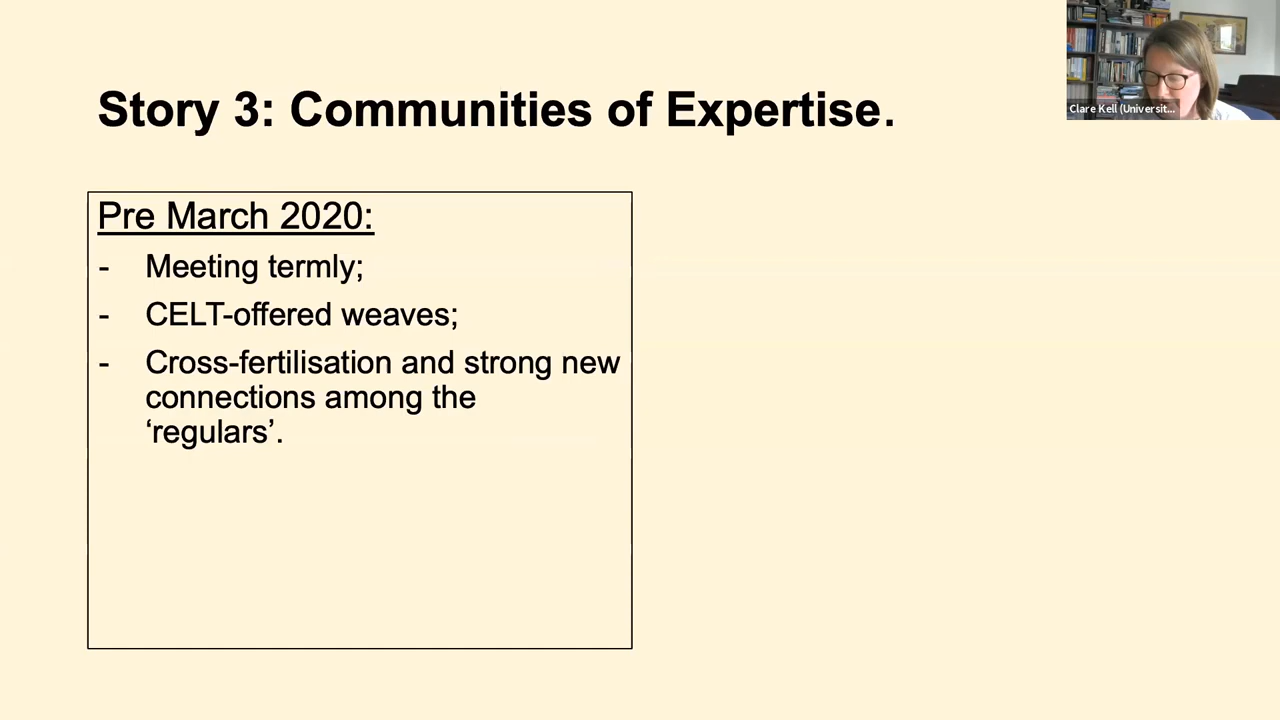 Clare Kell (Universit...
Story 3: Communities of Expertise.
Pre March 2020:
- Meeting termly;
- CELT-offered weaves;
- Cross-fertilisation and strong new
connections among the
‘regulars’.